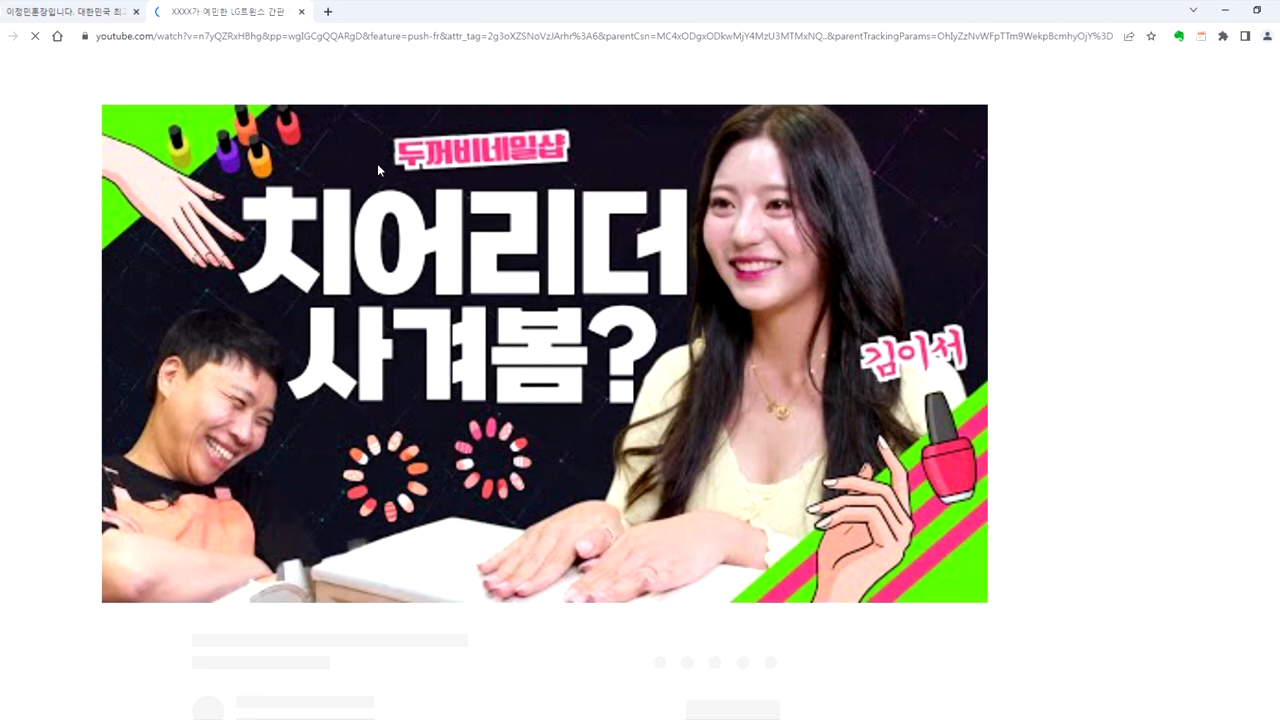 이정민훈장입니다. 대한민국 최고
XXXX가 예민한 LG트윈스 간판
youtube.com/watch?v=n7yQZRxHBhg&pp=wgIGCgQQARgD&feature=push-fr&attr_tag=2g3oXZSNoVzJArhr%3A6&parentCsn=MC4xODgxODkwMjY4MzU3MTMxNQ..&parentTrackingParams=OhIyZzNvWFpTTm9WekpBcmhyOjY%3D
두꺼비네일샵
치어리더
사겨봄?
김이서